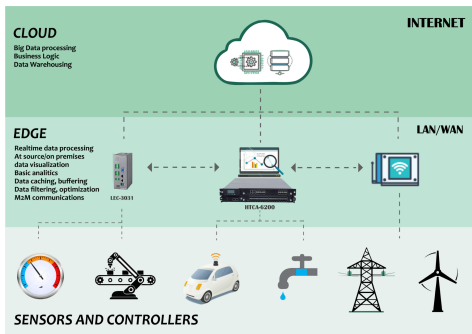 CLOUD
Big Data processing
Business Logic
Data Warehousing
INTERNET
EDGE
Realtime data processing
At source/on premises
data visualization
Basic analitics
Data caching, buffering
Data filtering, optimization
M2M communications
LAN/WAN
LEC-3031
HTCA-6200
SENSORS AND CONTROLLERS